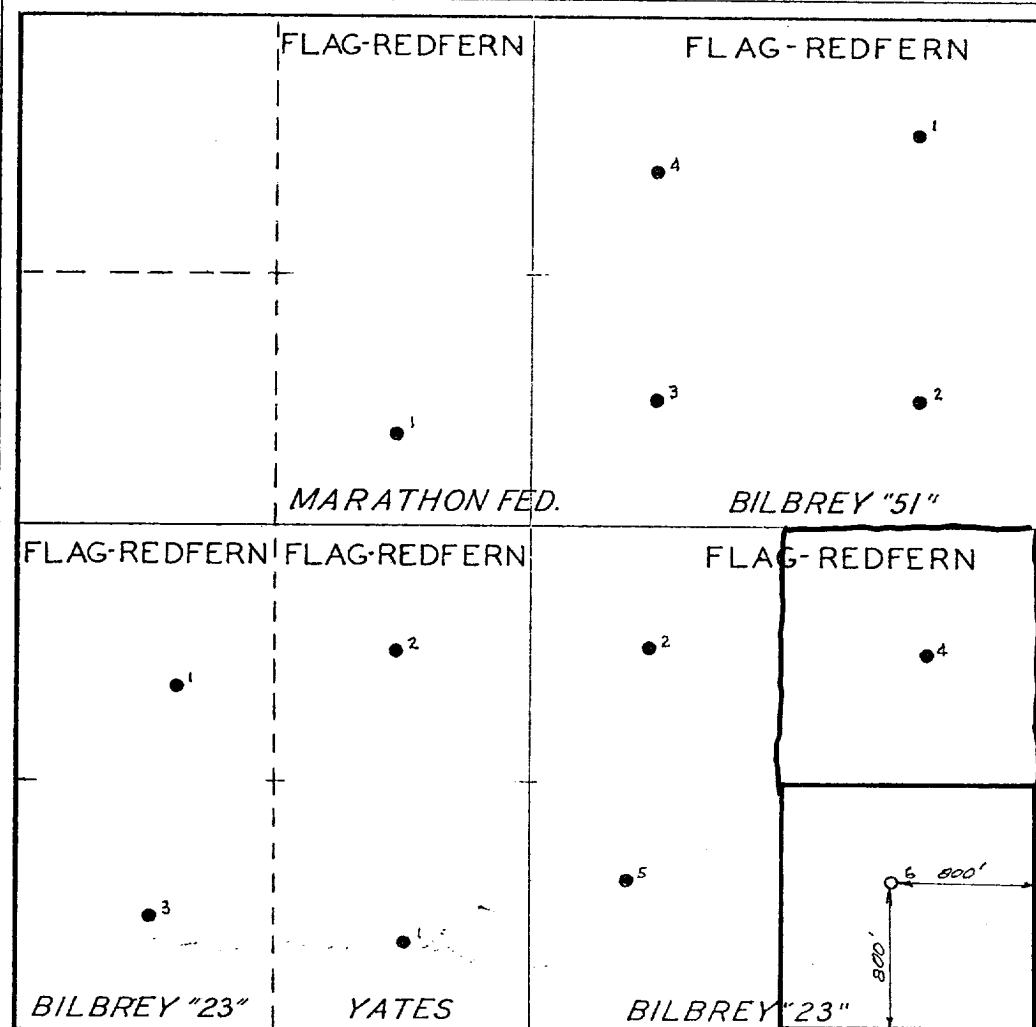 FLAG-REDFERN
FLAG-REDFERN
1
4
3
2
1
MARATHON FED.
BILBREY "51"
FLAG-REDFERN
FLAG-REDFERN
FLAG-REDFERN
2
2
4
1
5
6 800'
3
1
800'
BILBREY "23"
YATES
BILBREY "23"